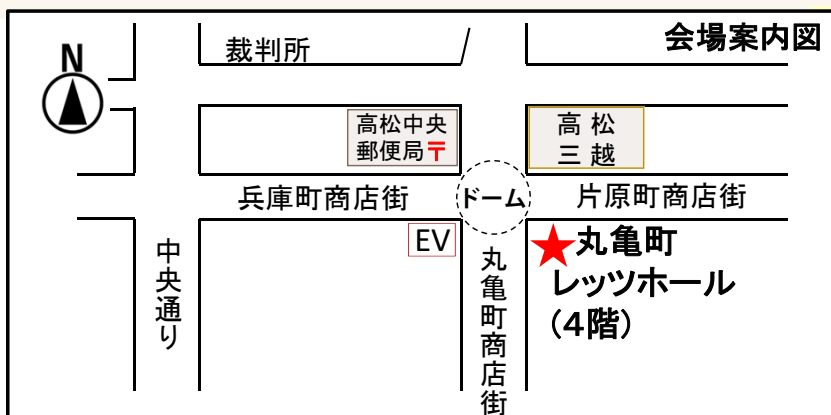 会場案内図
N
裁判所
高松中央
郵便局〒
高松
三越
兵庫町商店街
ドーム
片原町商店街
EV
中央通り
丸亀町商店街
★丸亀町
レッツホール
(4階)